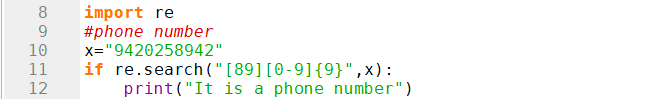 8 import re
9 #phone number
10 x="9420258942"
11 if re.search("[89][0-9]{9}",x):
12     print("It is a phone number")